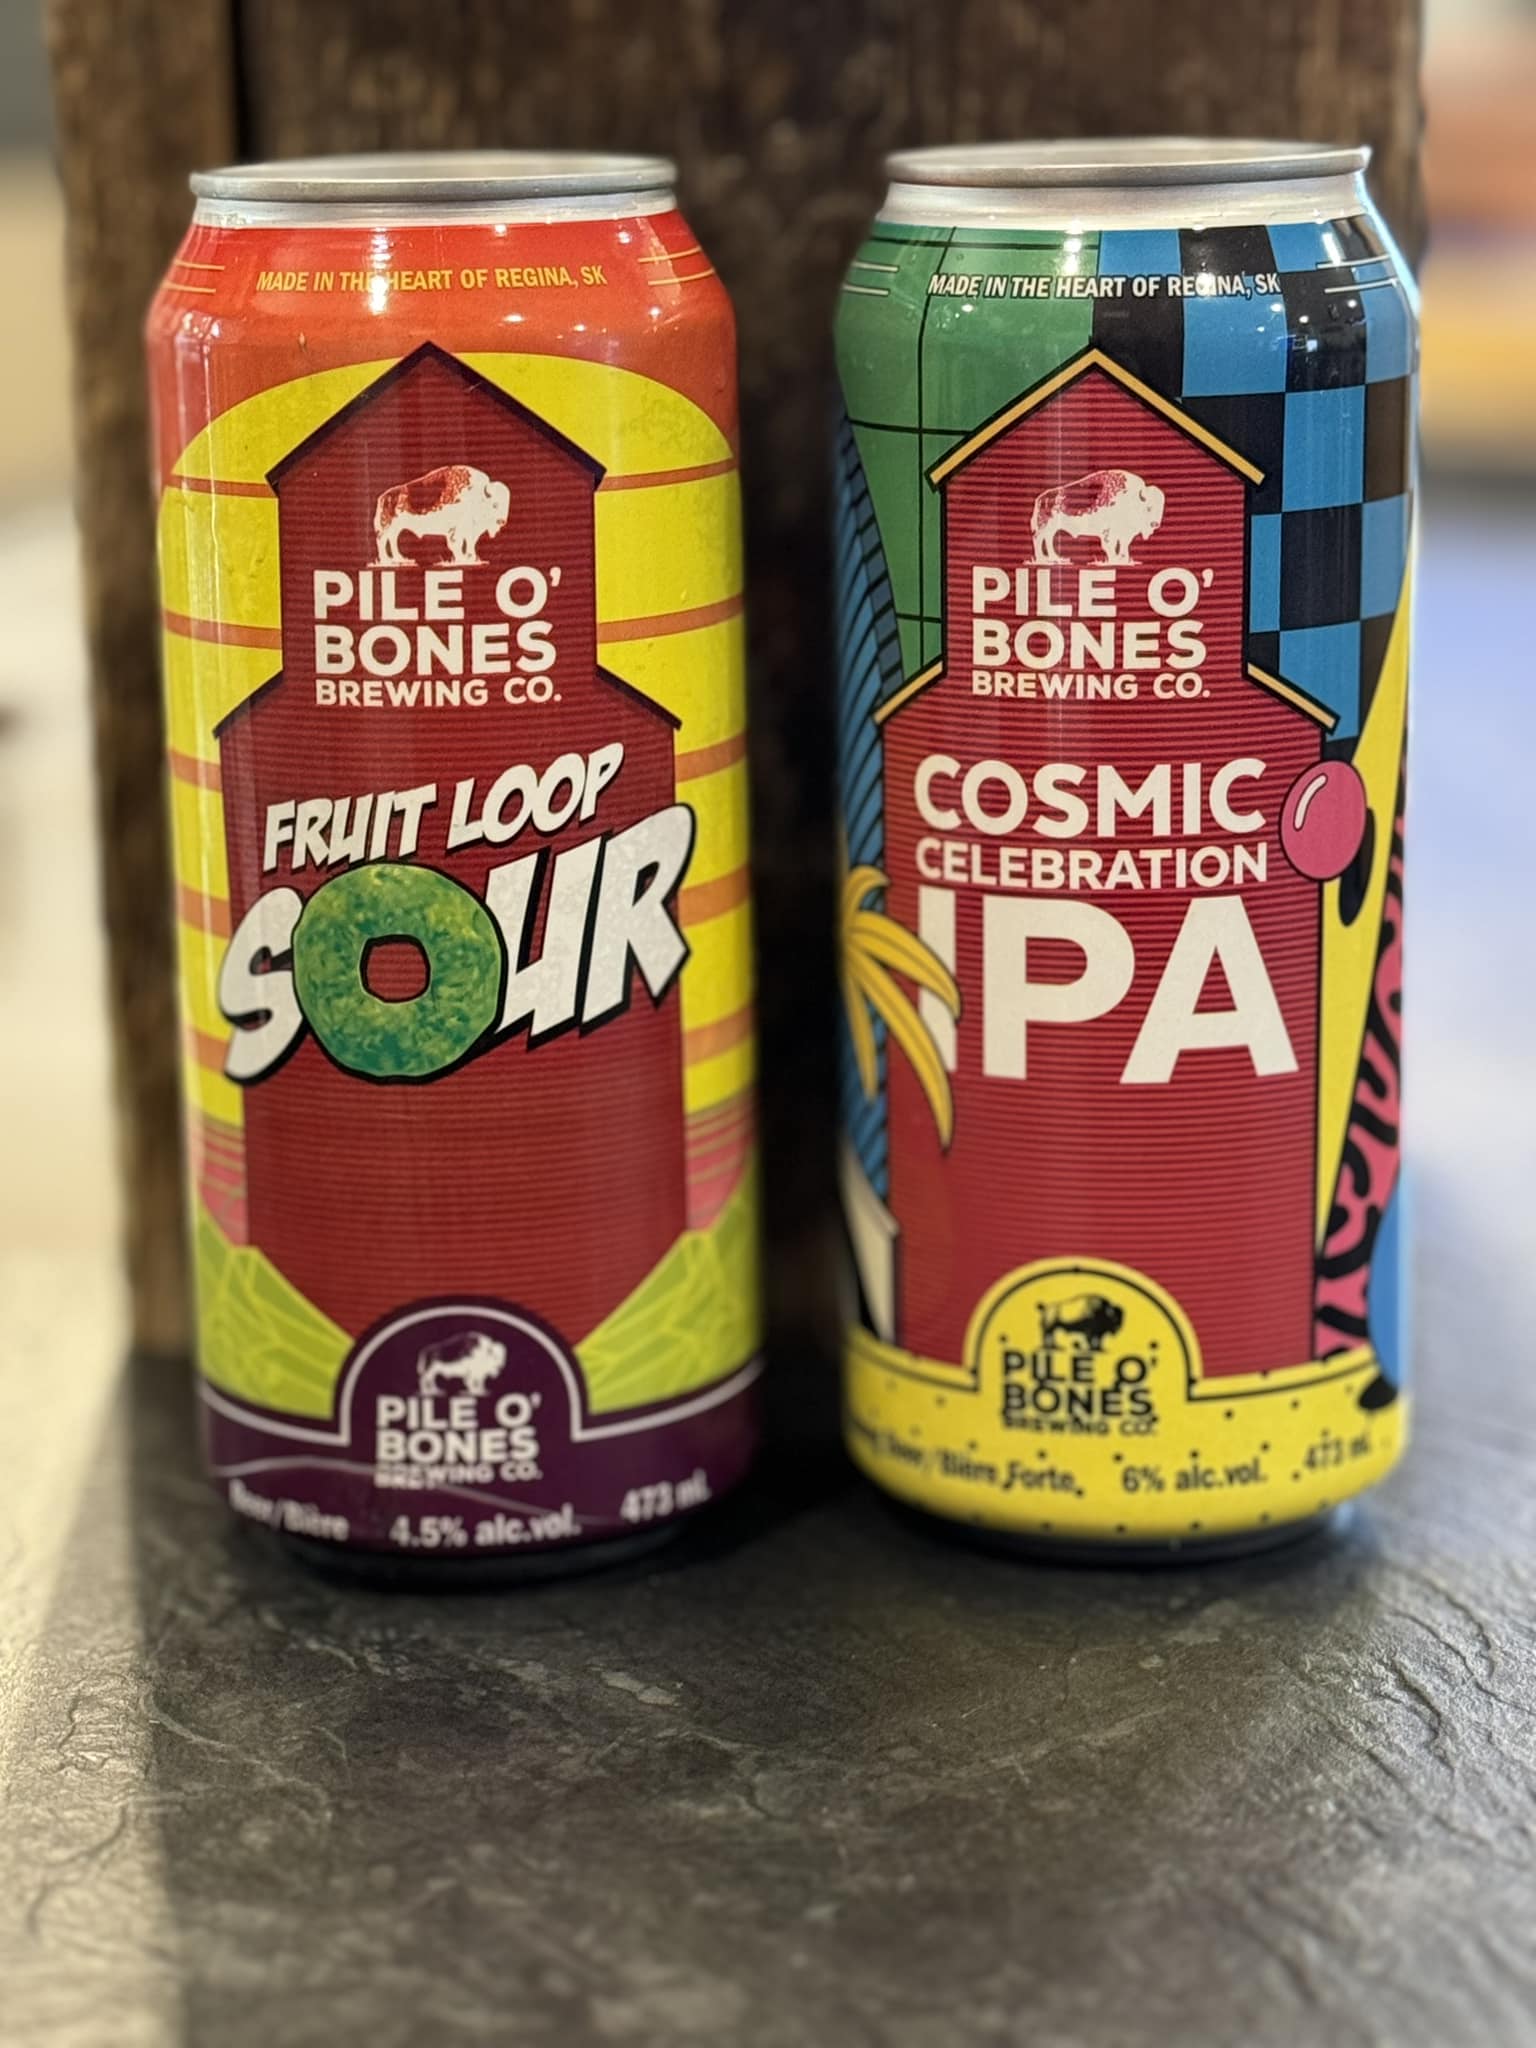 MADE IN THE HEART OF REGINA, SK
PILE O'
BONES
BREWING CO.
FRUIT LOOP
SOUR
PILE O'
BONES
BREWING CO.
Beer/Bière 4.5% alc.vol. 473 mL
MADE IN THE HEART OF REGINA, SK
PILE O'
BONES
BREWING CO.
COSMIC
CELEBRATION
IPA
PILE O'
BONES
BREWING CO.
Beer/Bière Forte, 6% alc.vol. 473 mL